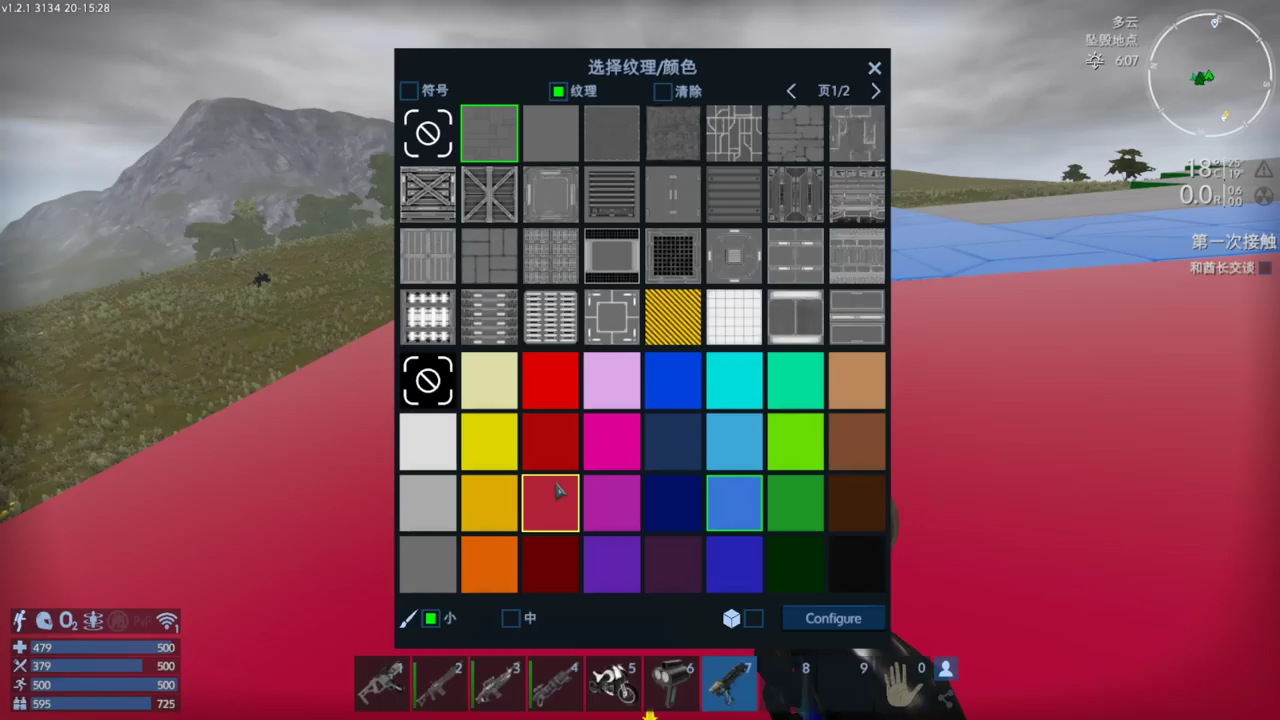 v1.2.1 3134 20-15:28
多云
坠毁地点
6:07
选择纹理/颜色
符号
纹理
清除
页1/2
第一次接触
和酋长交谈
小
中
Configure
O2
PvP
1
479 500
379 500
500 500
595 725
2 3 4 5 6 7 8 9 0